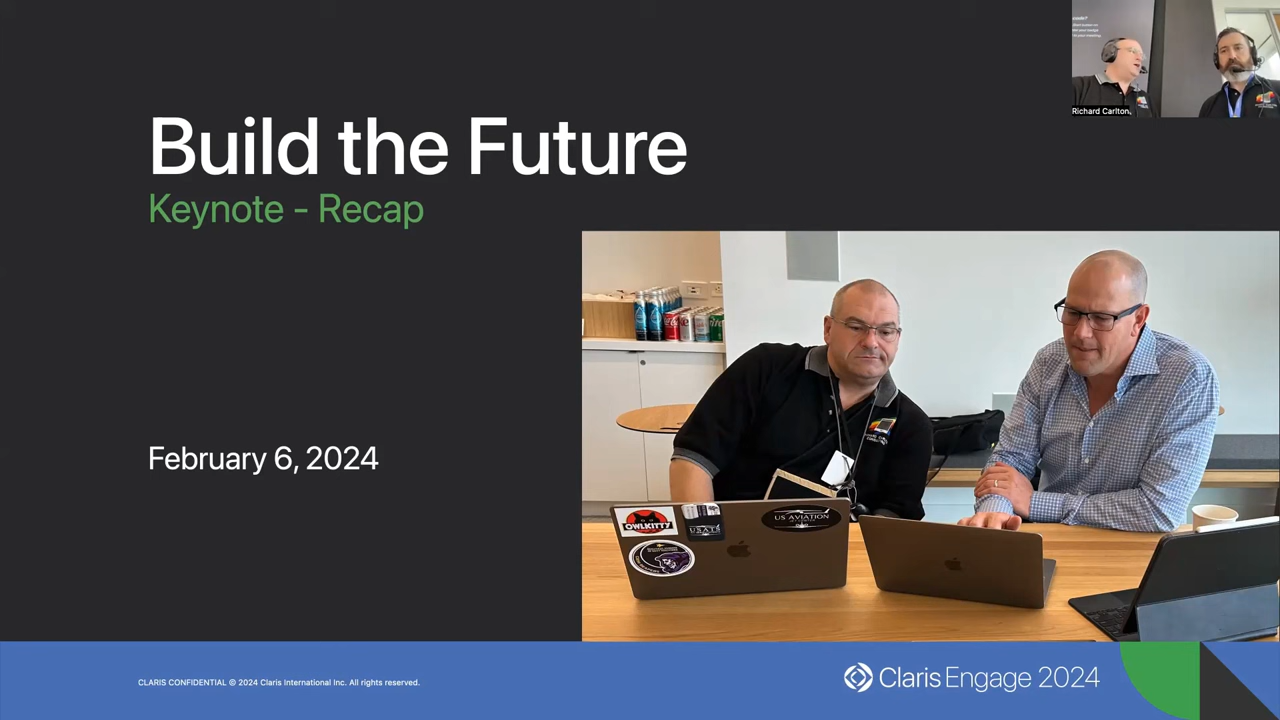 Build the Future
Keynote - Recap
Richard Carlton
February 6, 2024
OWLKITTY
US AVIATION
CLARIS CONFIDENTIAL © 2024 Claris International Inc. All rights reserved.
Claris Engage 2024